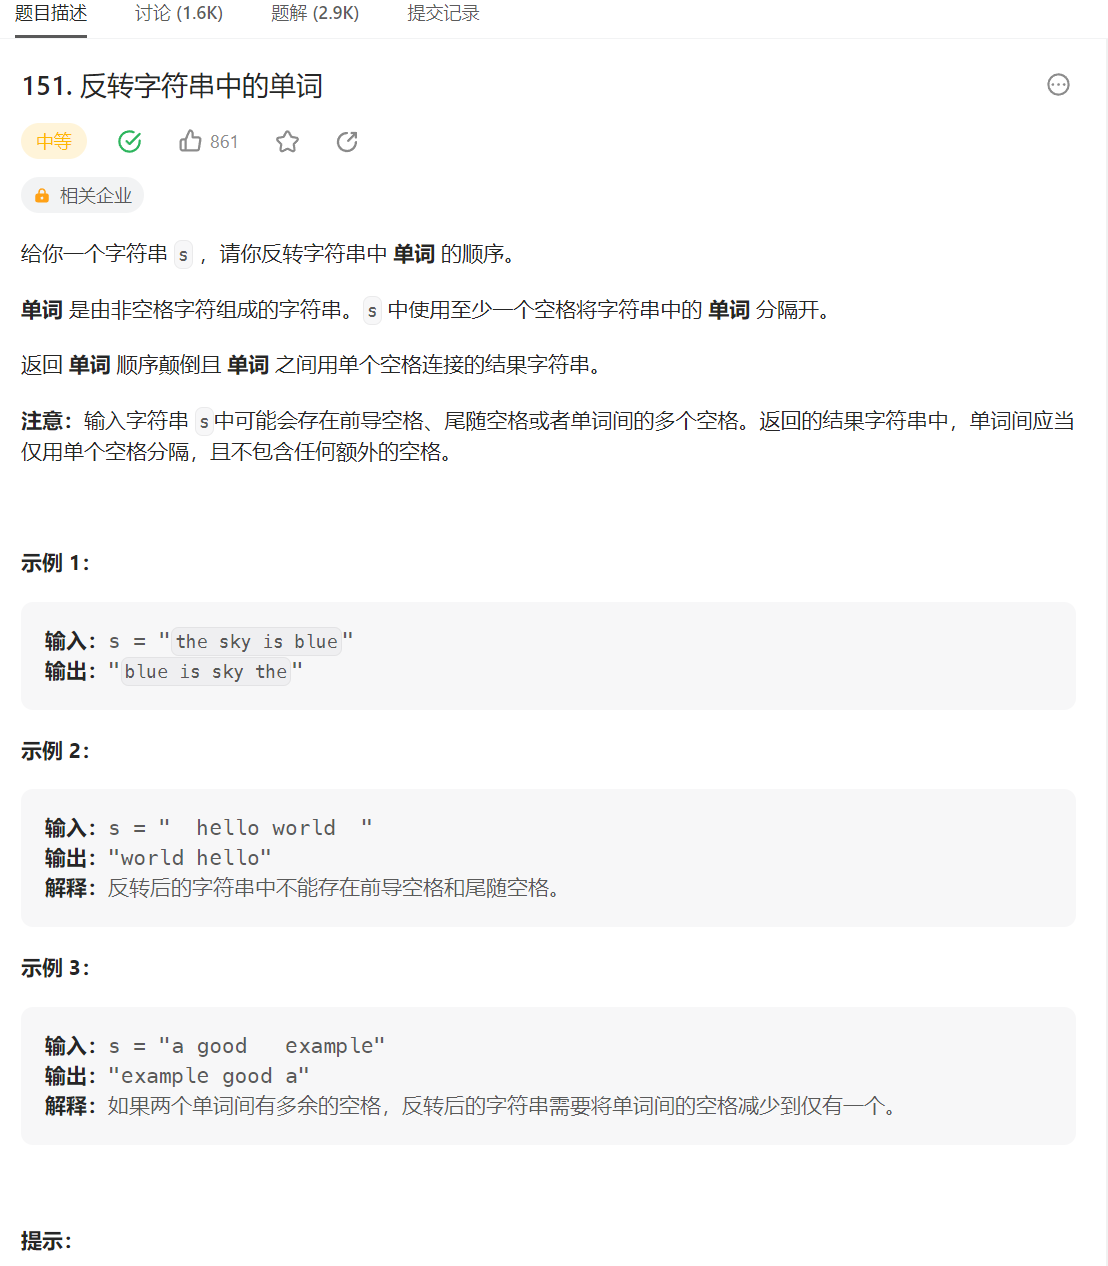 题目描述 讨论 (1.6K) 题解 (2.9K) 提交记录
151. 反转字符串中的单词
中等 861
相关企业
给你一个字符串 s ，请你反转字符串中 单词 的顺序。
单词 是由非空格字符组成的字符串。s 中使用至少一个空格将字符串中的 单词 分隔开。
返回 单词 顺序颠倒且 单词 之间用单个空格连接的结果字符串。
注意：输入字符串 s中可能会存在前导空格、尾随空格或者单词间的多个空格。返回的结果字符串中，单词间应当
仅用单个空格分隔，且不包含任何额外的空格。
示例 1：
输入：s = "the sky is blue"
输出："blue is sky the"
示例 2：
输入：s = "  hello world  "
输出："world hello"
解释：反转后的字符串中不能存在前导空格和尾随空格。
示例 3：
输入：s = "a good   example"
输出："example good a"
解释：如果两个单词间有多余的空格，反转后的字符串需要将单词间的空格减少到仅有一个。
提示：